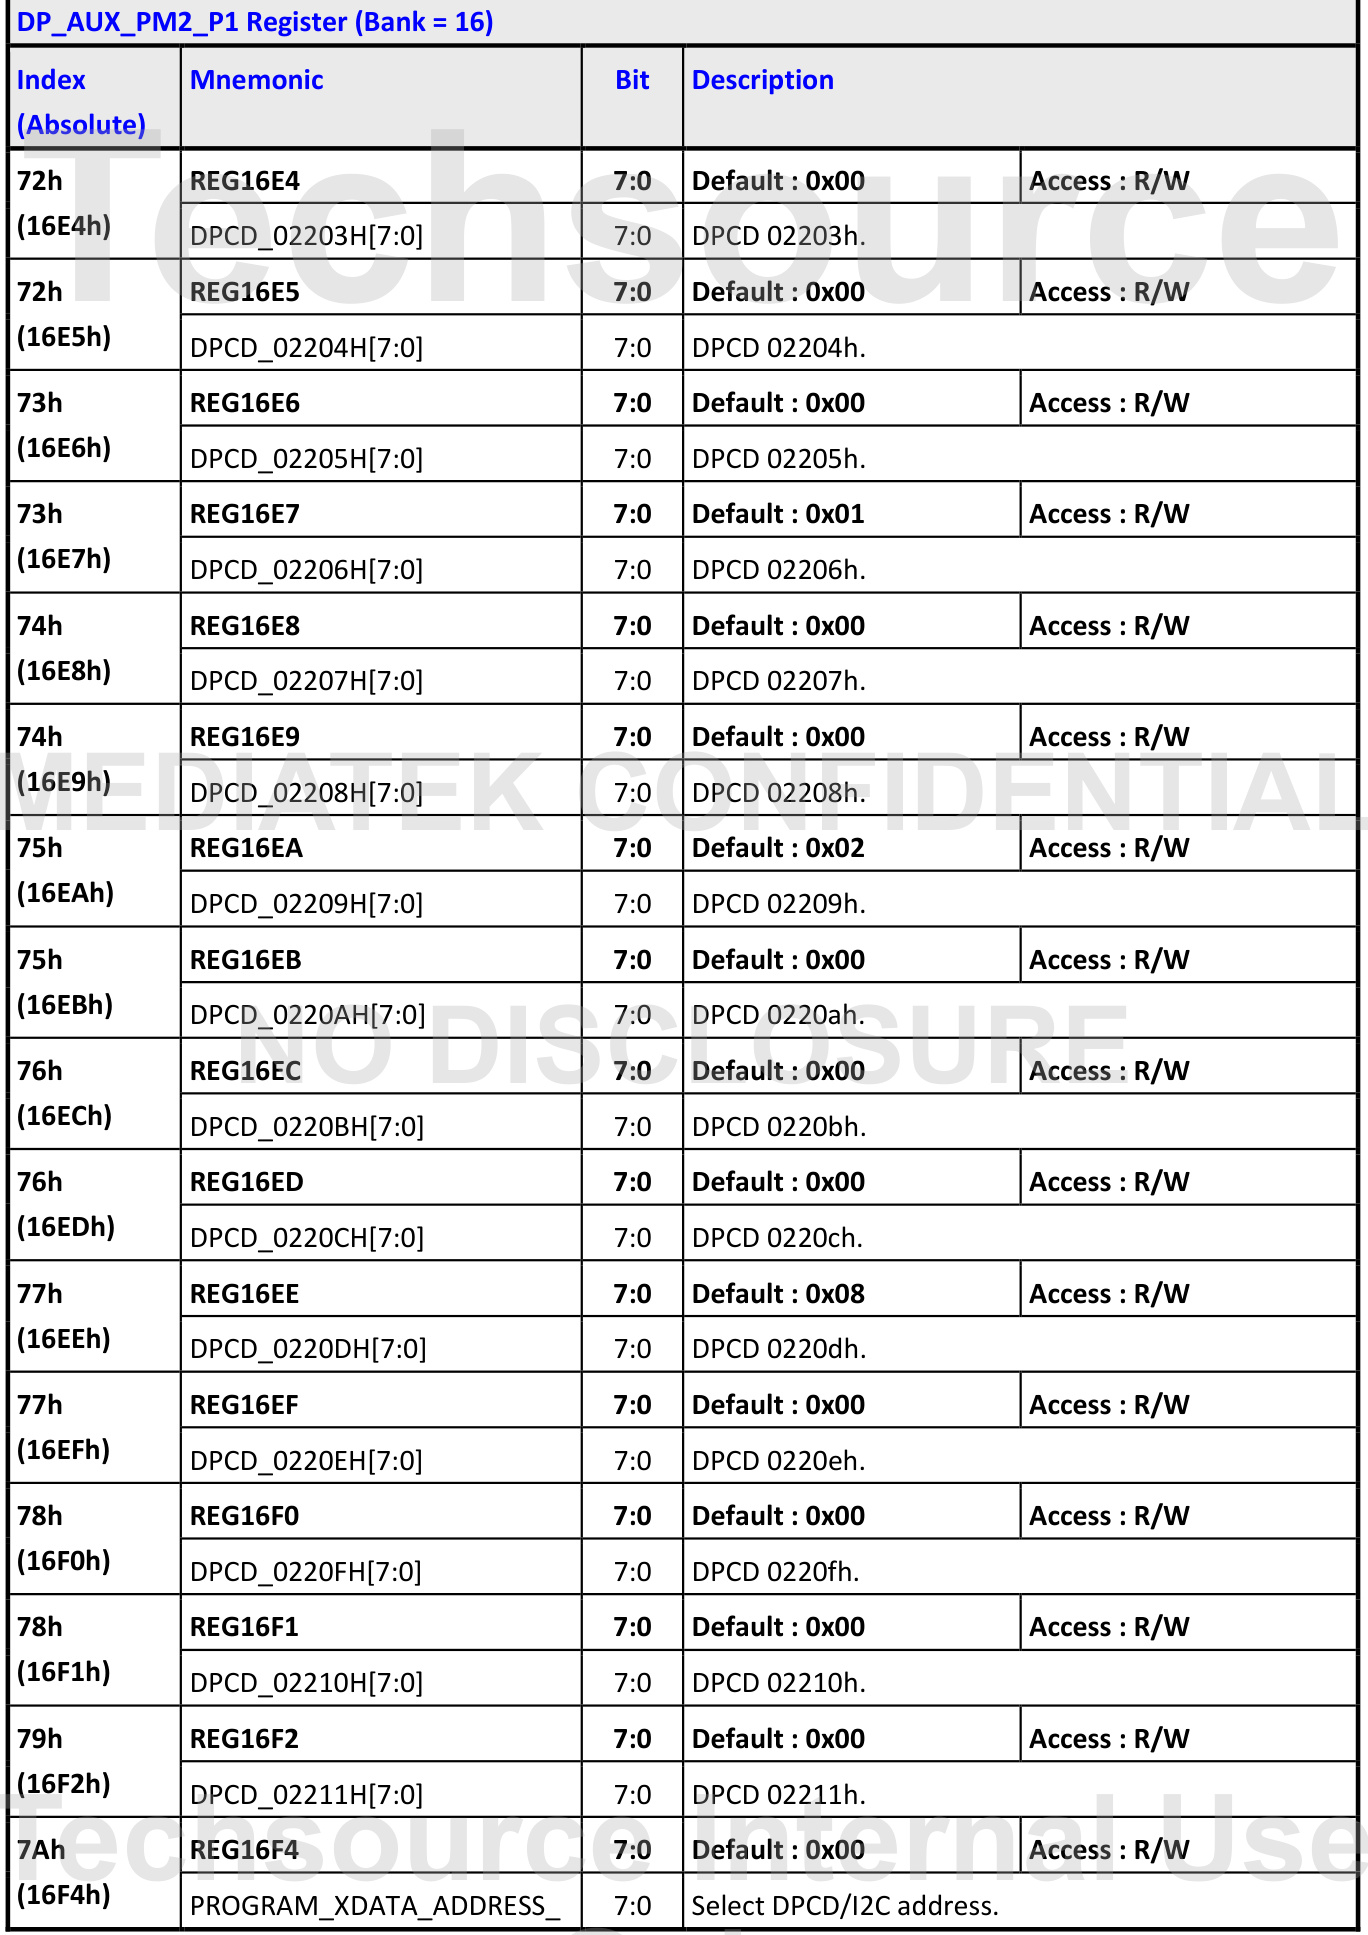 DP_AUX_PM2_P1 Register (Bank = 16)
Index (Absolute) Mnemonic Bit Description
72h (16E4h) REG16E4 7:0 Default : 0x00 Access : R/W
DPCD_02203H[7:0] 7:0 DPCD 02203h.
72h (16E5h) REG16E5 7:0 Default : 0x00 Access : R/W
DPCD_02204H[7:0] 7:0 DPCD 02204h.
73h (16E6h) REG16E6 7:0 Default : 0x00 Access : R/W
DPCD_02205H[7:0] 7:0 DPCD 02205h.
73h (16E7h) REG16E7 7:0 Default : 0x01 Access : R/W
DPCD_02206H[7:0] 7:0 DPCD 02206h.
74h (16E8h) REG16E8 7:0 Default : 0x00 Access : R/W
DPCD_02207H[7:0] 7:0 DPCD 02207h.
74h (16E9h) REG16E9 7:0 Default : 0x00 Access : R/W
DPCD_02208H[7:0] 7:0 DPCD 02208h.
75h (16EAh) REG16EA 7:0 Default : 0x02 Access : R/W
DPCD_02209H[7:0] 7:0 DPCD 02209h.
75h (16EBh) REG16EB 7:0 Default : 0x00 Access : R/W
DPCD_0220AH[7:0] 7:0 DPCD 0220ah.
76h (16ECh) REG16EC 7:0 Default : 0x00 Access : R/W
DPCD_0220BH[7:0] 7:0 DPCD 0220bh.
76h (16EDh) REG16ED 7:0 Default : 0x00 Access : R/W
DPCD_0220CH[7:0] 7:0 DPCD 0220ch.
77h (16EEh) REG16EE 7:0 Default : 0x08 Access : R/W
DPCD_0220DH[7:0] 7:0 DPCD 0220dh.
77h (16EFh) REG16EF 7:0 Default : 0x00 Access : R/W
DPCD_0220EH[7:0] 7:0 DPCD 0220eh.
78h (16F0h) REG16F0 7:0 Default : 0x00 Access : R/W
DPCD_0220FH[7:0] 7:0 DPCD 0220fh.
78h (16F1h) REG16F1 7:0 Default : 0x00 Access : R/W
DPCD_02210H[7:0] 7:0 DPCD 02210h.
79h (16F2h) REG16F2 7:0 Default : 0x00 Access : R/W
DPCD_02211H[7:0] 7:0 DPCD 02211h.
7Ah (16F4h) REG16F4 7:0 Default : 0x00 Access : R/W
PROGRAM_XDATA_ADDRESS_ 7:0 Select DPCD/I2C address.
Techsource
MEDIATEK CONFIDENTIAL
NO DISCLOSURE
Techsource Internal Use